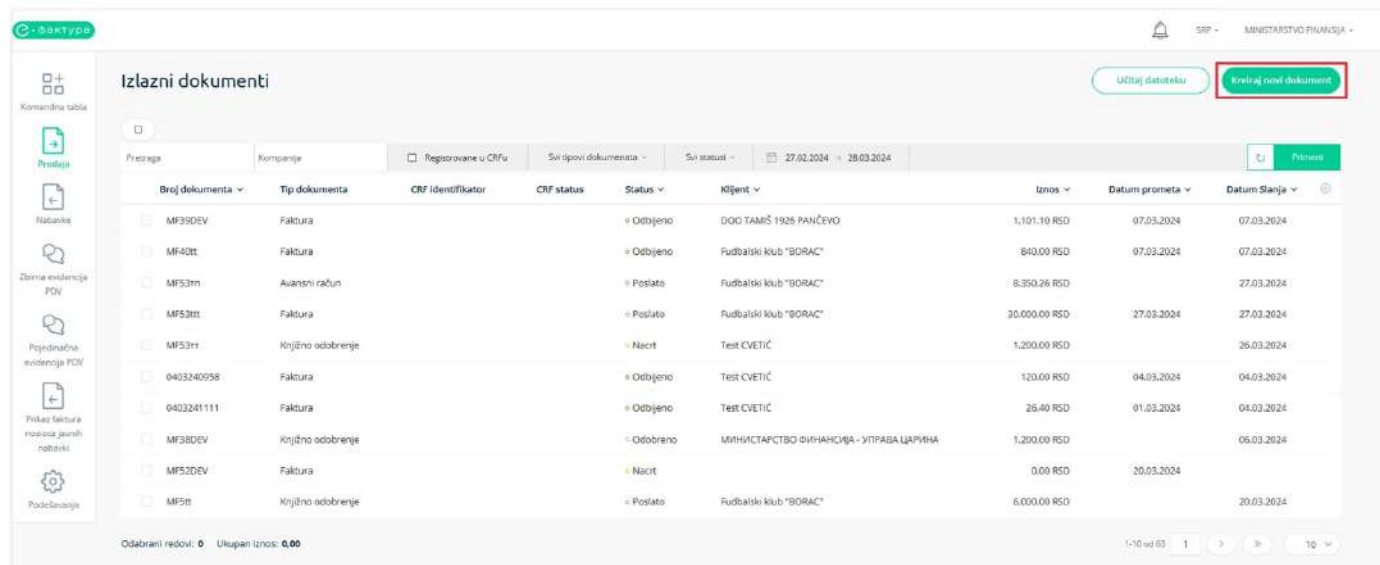 е-фактура
SRP
MINISTARSTVO FINANSIJA
Komandna tabla
Prodaja
Nabavke
Zbirna evidencija PDV
Pojedinačna evidencija PDV
Prikaz faktura nosioca javnih nabavki
Podešavanja
Izlazni dokumenti
Učitaj datoteku
Kreiraj novi dokument
Pretraga Kompanija Registrovane u CRFu Svi tipovi dokumenata Svi statusi 27.02.2024 → 28.03.2024 Primeni
Broj dokumenta Tip dokumenta CRF identifikator CRF status Status Klijent Iznos Datum prometa Datum Slanja
MF39DEV Faktura Odbijeno DOO TAMIŠ 1926 PANČEVO 1,101.10 RSD 07.03.2024 07.03.2024
MF40tt Faktura Odbijeno Fudbalski klub "BORAC" 840.00 RSD 07.03.2024 07.03.2024
Avansni račun Poslato Fudbalski klub "BORAC" 8.350.26 RSD 27.03.2024
MF53ttt Faktura Poslato Fudbalski klub "BORAC" 30.000.00 RSD 27.03.2024 27.03.2024
Knjižno odobrenje Nacrt Test CVETIĆ 1,200.00 RSD 26.03.2024
0403240958 Faktura Odbijeno Test CVETIĆ 120.00 RSD 04.03.2024 04.03.2024
0403241111 Faktura Odbijeno Test CVETIĆ 26.40 RSD 01.03.2024 04.03.2024
MF38DEV Knjižno odobrenje Odobreno МИНИСТАРСТВО ФИНАНСИЈА - УПРАВА ЦАРИНА 1,200.00 RSD 06.03.2024
MF52DEV Faktura Nacrt 0.00 RSD 20.03.2024
MF5tt Knjižno odobrenje Poslato Fudbalski klub "BORAC" 6.000.00 RSD 20.03.2024
Odabrani redovi: 0 Ukupan iznos: 0,00
1-10 od 63 1 > » 10